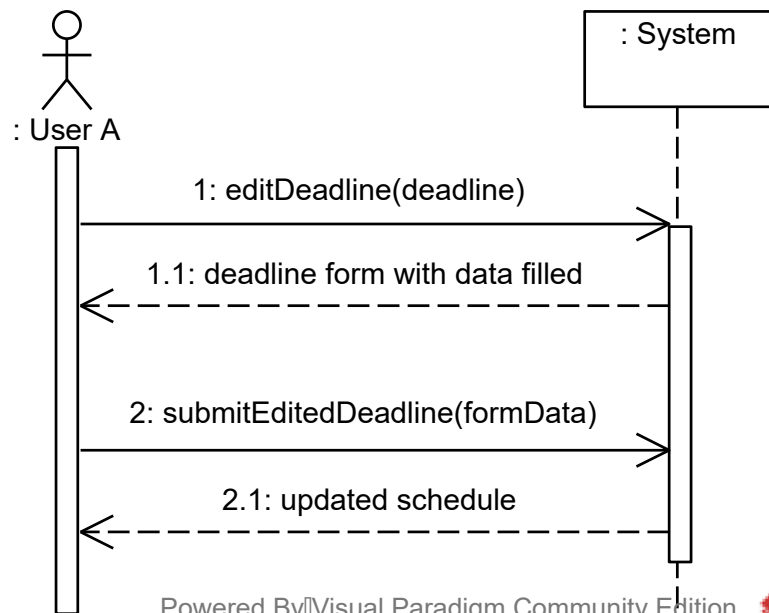 : System
: User A
1: editDeadline(deadline)
1.1: deadline form with data filled
2: submitEditedDeadline(formData)
2.1: updated schedule
Powered By Visual Paradigm Community Edition